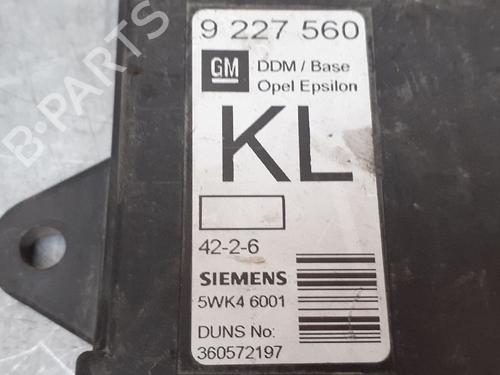 9 227 560
GM
DDM / Base
Opel Epsilon
KL
42-2-6
SIEMENS
5WK4 6001
DUNS No:
360572197
B-PARTS